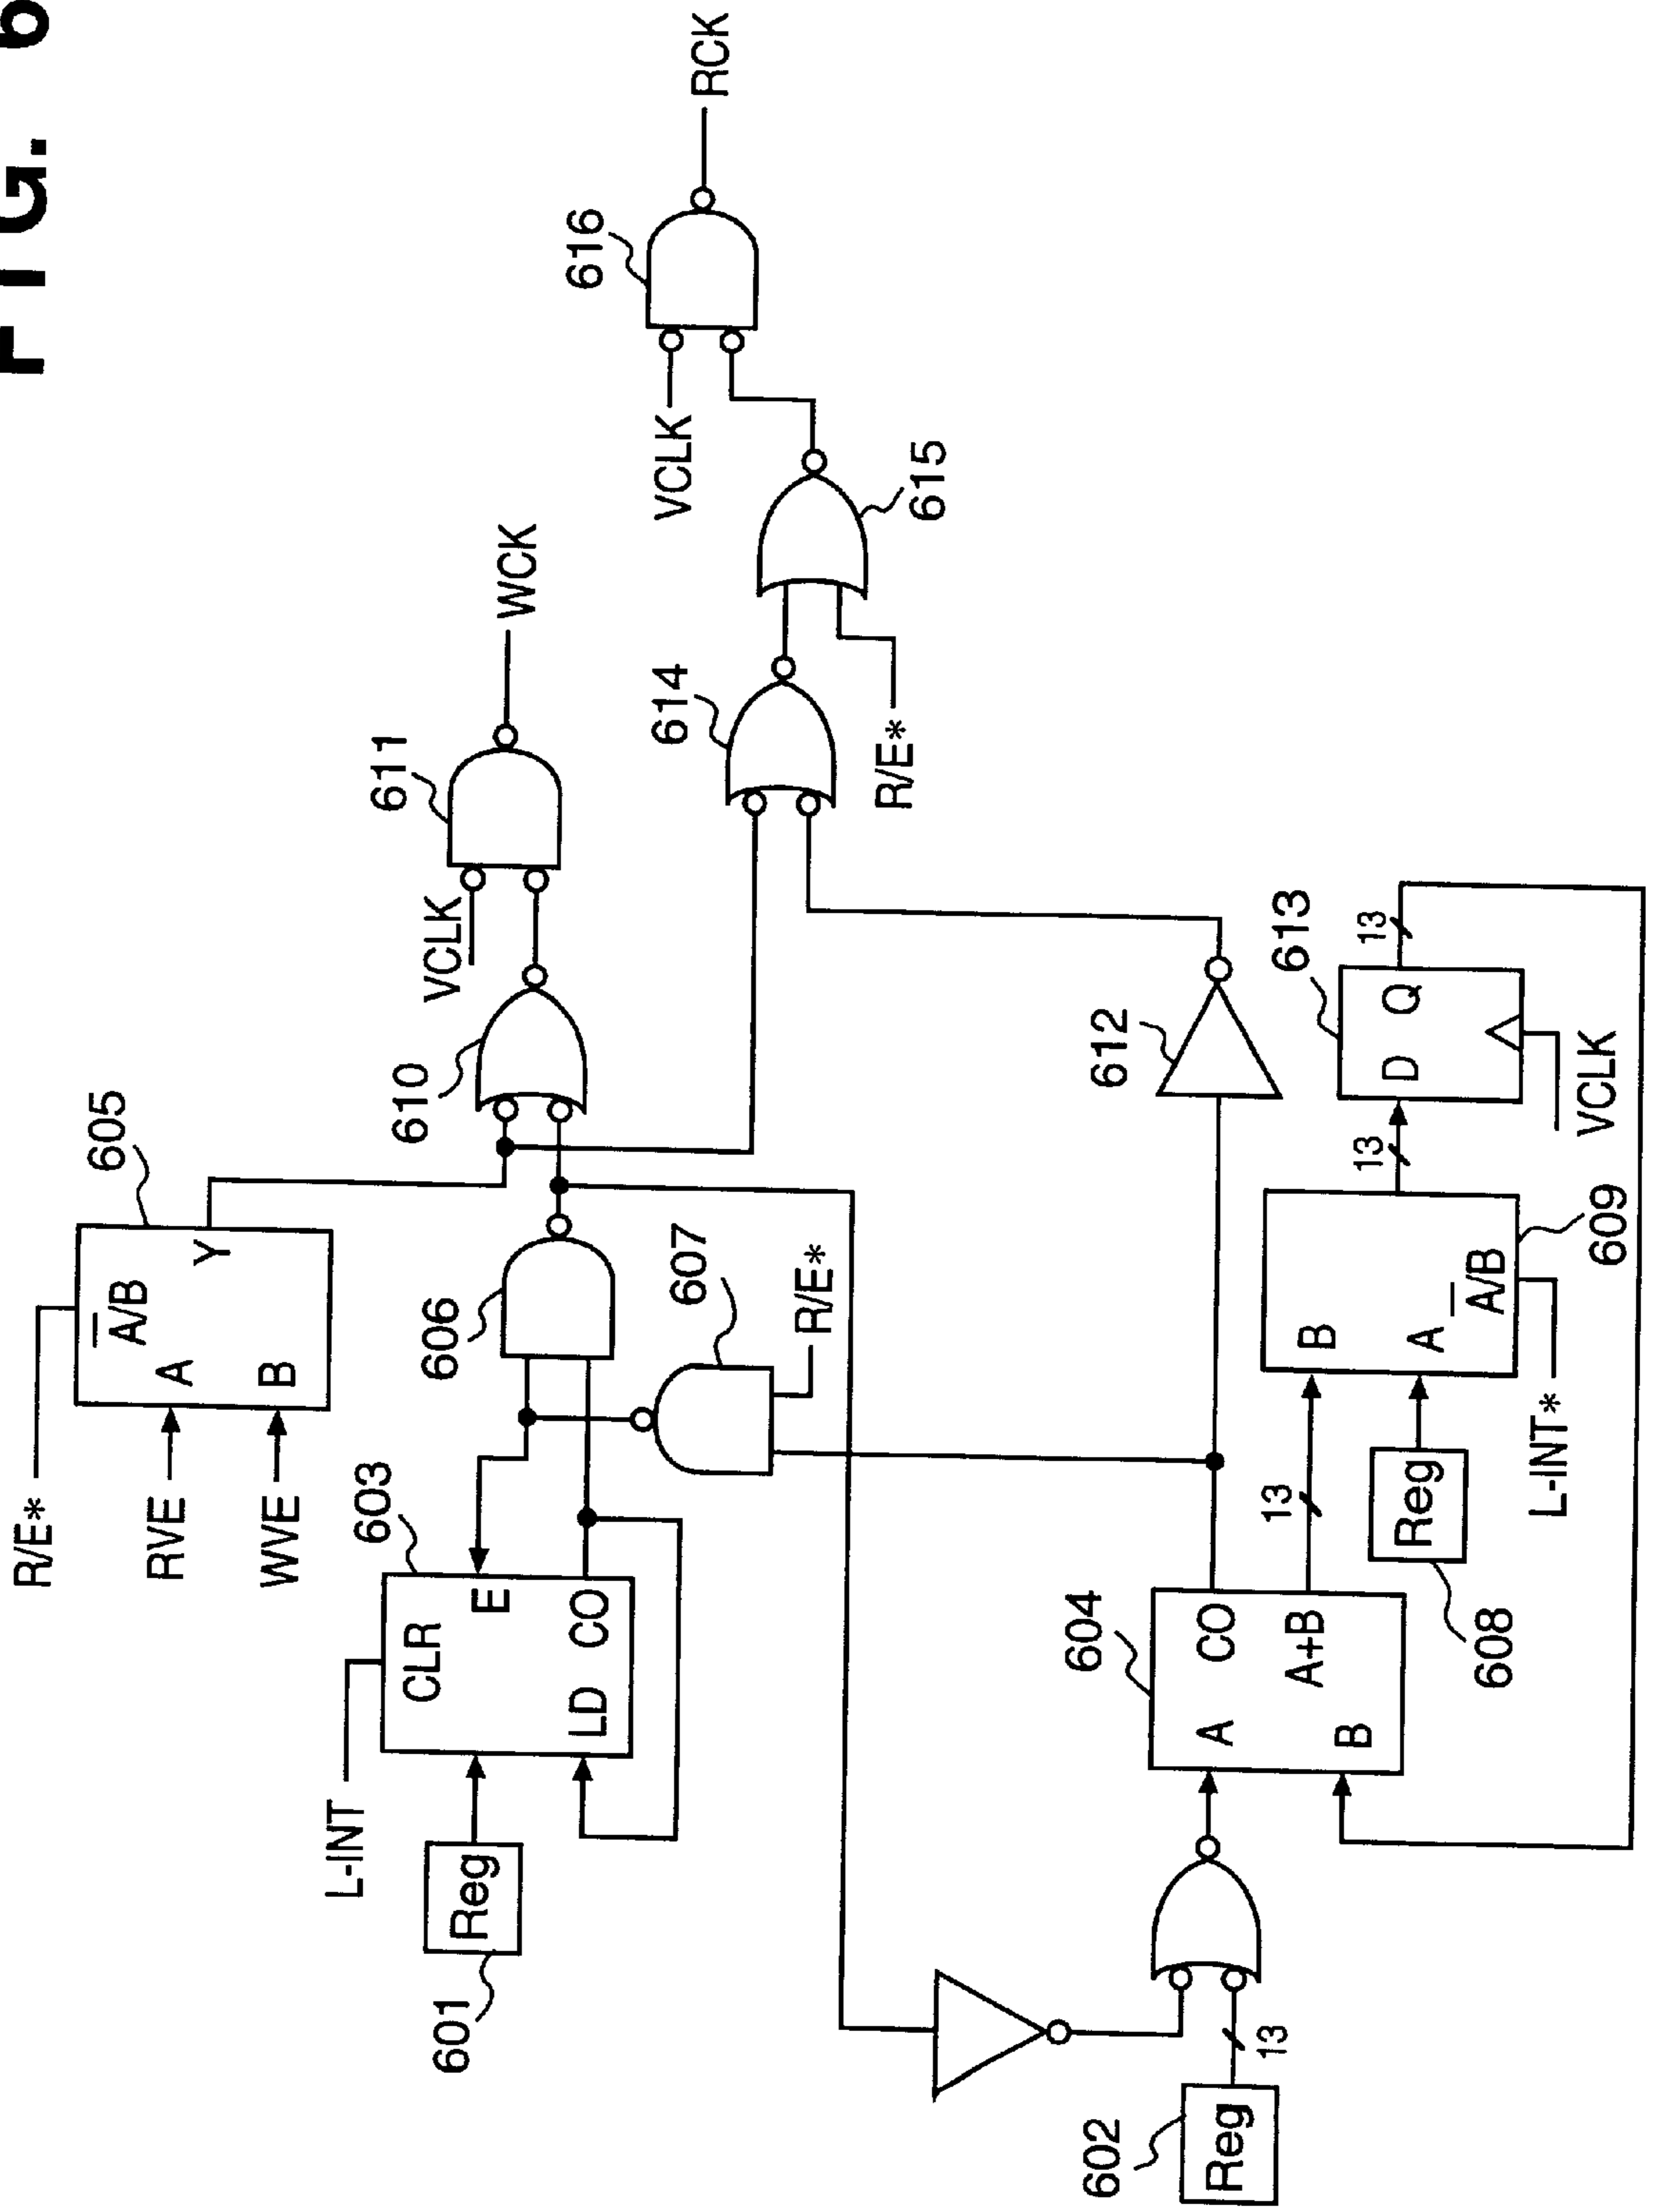 FIG. 6
R/E*
RVE
WVE
A̅/B
A
B
Y
605
L-INT
601
Reg
603
CLR
E
LD
CO
606
607
R/E*
610
VCLK
611
WCK
614
R/E*
615
VCLK
616
RCK
602
Reg
13
604
A
CO
A+B
B
13
608
Reg
L-INT*
B
A
A̅/B
609
13
612
613
D
Q
VCLK
13